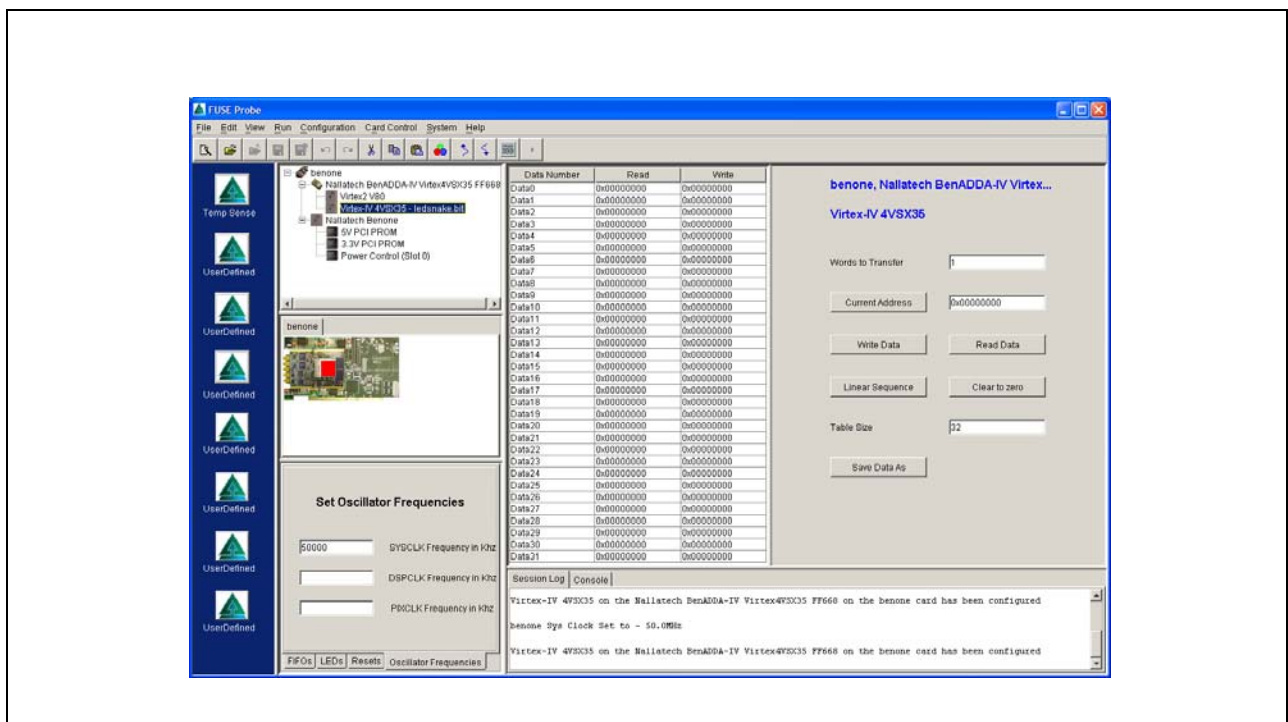 FUSE Probe
File Edit View Run Configuration Card Control System Help
Temp Sense
UserDefined
UserDefined
UserDefined
UserDefined
UserDefined
UserDefined
UserDefined
benone
Nallatech BenADDA-IV Virtex4VSX35 FF668
Virtex2 V80
Virtex-IV 4VSX35 - ledsnake.bit
Nallatech Benone
5V PCI PROM
3.3V PCI PROM
Power Control (Slot 0)
benone
Set Oscillator Frequencies
50000 SYSCLK Frequency in Khz
DSPCLK Frequency in Khz
PIXCLK Frequency in Khz
FIFOs LEDs Resets Oscillator Frequencies
Data Number Read Write
Data0 0x00000000 0x00000000
Data1 0x00000000 0x00000000
Data2 0x00000000 0x00000000
Data3 0x00000000 0x00000000
Data4 0x00000000 0x00000000
Data5 0x00000000 0x00000000
Data6 0x00000000 0x00000000
Data7 0x00000000 0x00000000
Data8 0x00000000 0x00000000
Data9 0x00000000 0x00000000
Data10 0x00000000 0x00000000
Data11 0x00000000 0x00000000
Data12 0x00000000 0x00000000
Data13 0x00000000 0x00000000
Data14 0x00000000 0x00000000
Data15 0x00000000 0x00000000
Data16 0x00000000 0x00000000
Data17 0x00000000 0x00000000
Data18 0x00000000 0x00000000
Data19 0x00000000 0x00000000
Data20 0x00000000 0x00000000
Data21 0x00000000 0x00000000
Data22 0x00000000 0x00000000
Data23 0x00000000 0x00000000
Data24 0x00000000 0x00000000
Data25 0x00000000 0x00000000
Data26 0x00000000 0x00000000
Data27 0x00000000 0x00000000
Data28 0x00000000 0x00000000
Data29 0x00000000 0x00000000
Data30 0x00000000 0x00000000
Data31 0x00000000 0x00000000
benone, Nallatech BenADDA-IV Virtex...
Virtex-IV 4VSX35
Words to Transfer 1
Current Address 0x00000000
Write Data Read Data
Linear Sequence Clear to zero
Table Size 32
Save Data As
Session Log Console
Virtex-IV 4VSX35 on the Nallatech BenADDA-IV Virtex4VSX35 FF668 on the benone card has been configured
benone Sys Clock Set to - 50.0MHz
Virtex-IV 4VSX35 on the Nallatech BenADDA-IV Virtex4VSX35 FF668 on the benone card has been configured